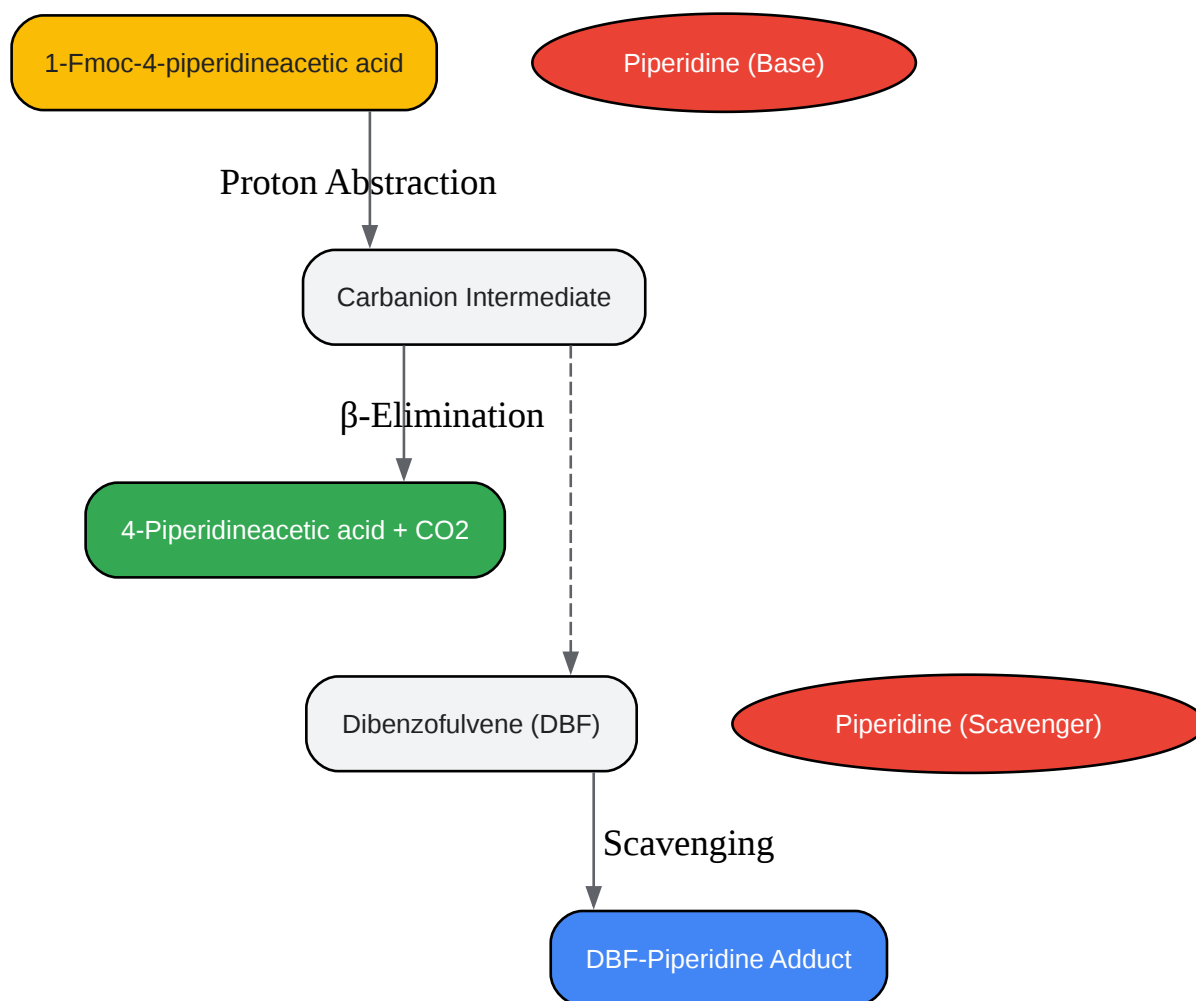 1-Fmoc-4-piperidineacetic acid
Piperidine (Base)
Proton Abstraction
Carbanion Intermediate
β-Elimination
4-Piperidineacetic acid + CO2
Dibenzofulvene (DBF)
Piperidine (Scavenger)
Scavenging
DBF-Piperidine Adduct